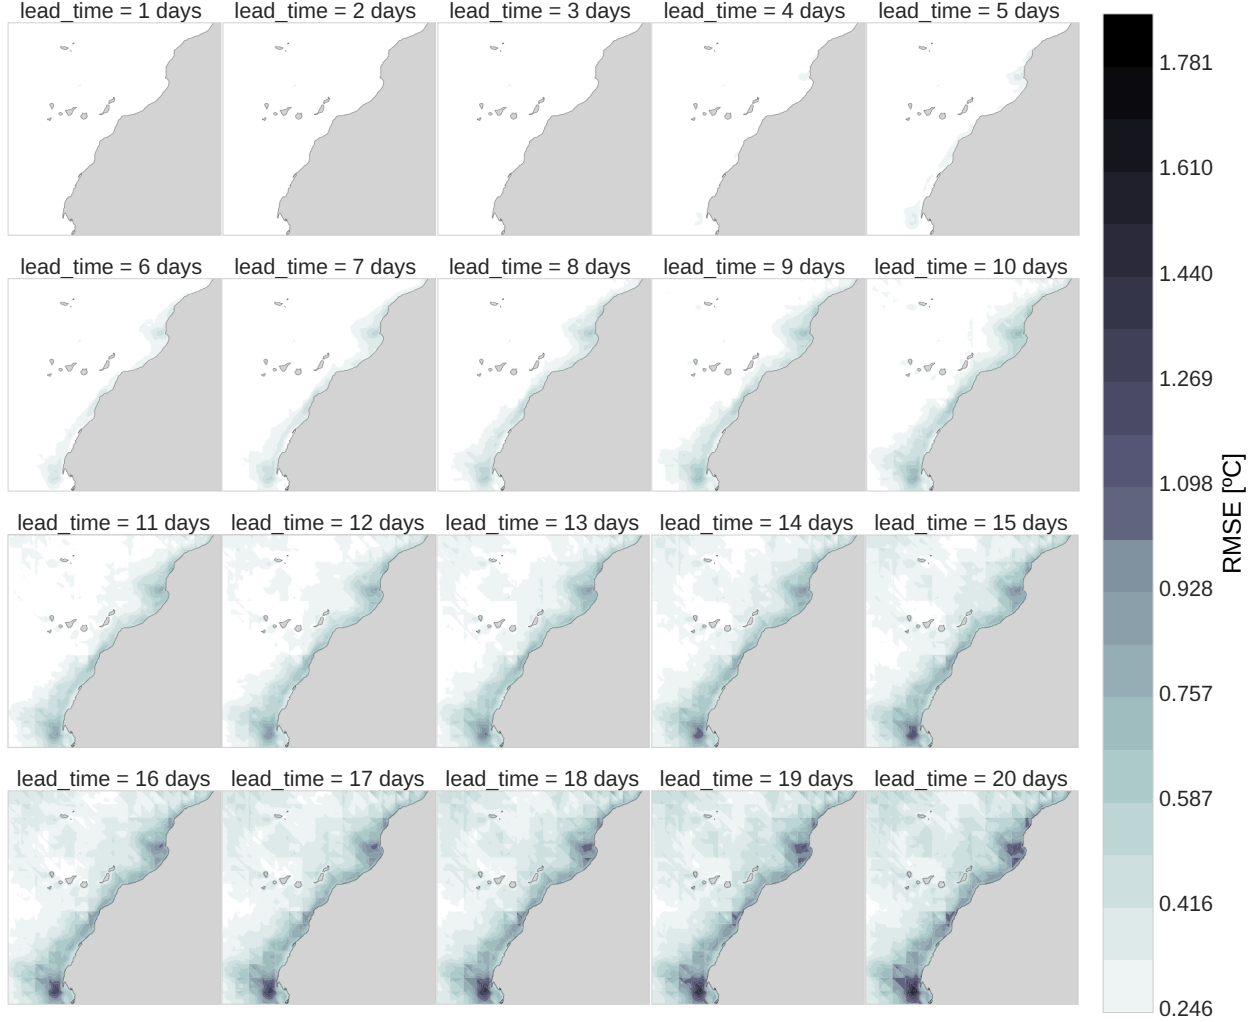 lead_time = 1 days
lead_time = 2 days
lead_time = 3 days
lead_time = 4 days
lead_time = 5 days
lead_time = 6 days
lead_time = 7 days
lead_time = 8 days
lead_time = 9 days
lead_time = 10 days
lead_time = 11 days
lead_time = 12 days
lead_time = 13 days
lead_time = 14 days
lead_time = 15 days
lead_time = 16 days
lead_time = 17 days
lead_time = 18 days
lead_time = 19 days
lead_time = 20 days
1.781
1.610
1.440
1.269
1.098
0.928
0.757
0.587
0.416
0.246
RMSE [ºC]